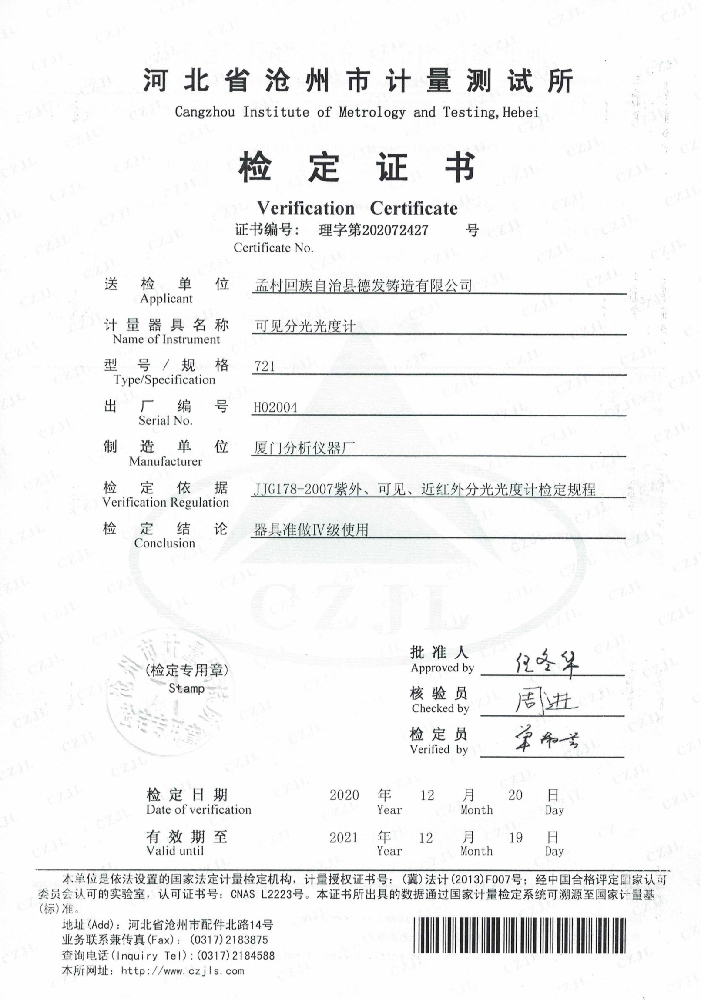 河北省沧州市计量测试所
Cangzhou Institute of Metrology and Testing,Hebei
检定证书
Verification Certificate
证书编号： 理字第202072427 号
Certificate No.
送检单位 孟村回族自治县德发铸造有限公司
Applicant
计量器具名称 可见分光光度计
Name of Instrument
型号/规格 721
Type/Specification
出厂编号 H02004
Serial No.
制造单位 厦门分析仪器厂
Manufacturer
检定依据 JJG178-2007紫外、可见、近红外分光光度计检定规程
Verification Regulation
检定结论 器具准做Ⅳ级使用
Conclusion
CZJL
(检定专用章)
Stamp
批准人 任冬华
Approved by
核验员 周进
Checked by
检定员
Verified by
检定日期 2020 年 12 月 20 日
Date of verification Year Month Day
有效期至 2021 年 12 月 19 日
Valid until Year Month Day
本单位是依法设置的国家法定计量检定机构，计量授权证书号：(冀)法计(2013)F007号；经中国合格评定国家认可
委员会认可的实验室，认可证书号：CNAS L2223号。本证书所出具的数据通过国家计量检定系统可溯源至国家计量基
(标)准。
地址(Add)：河北省沧州市配件北路14号
业务联系兼传真(Fax)：(0317)2183875
查询电话(Inquiry Tel):(0317)2184588
本所网址：http://www.czjls.com